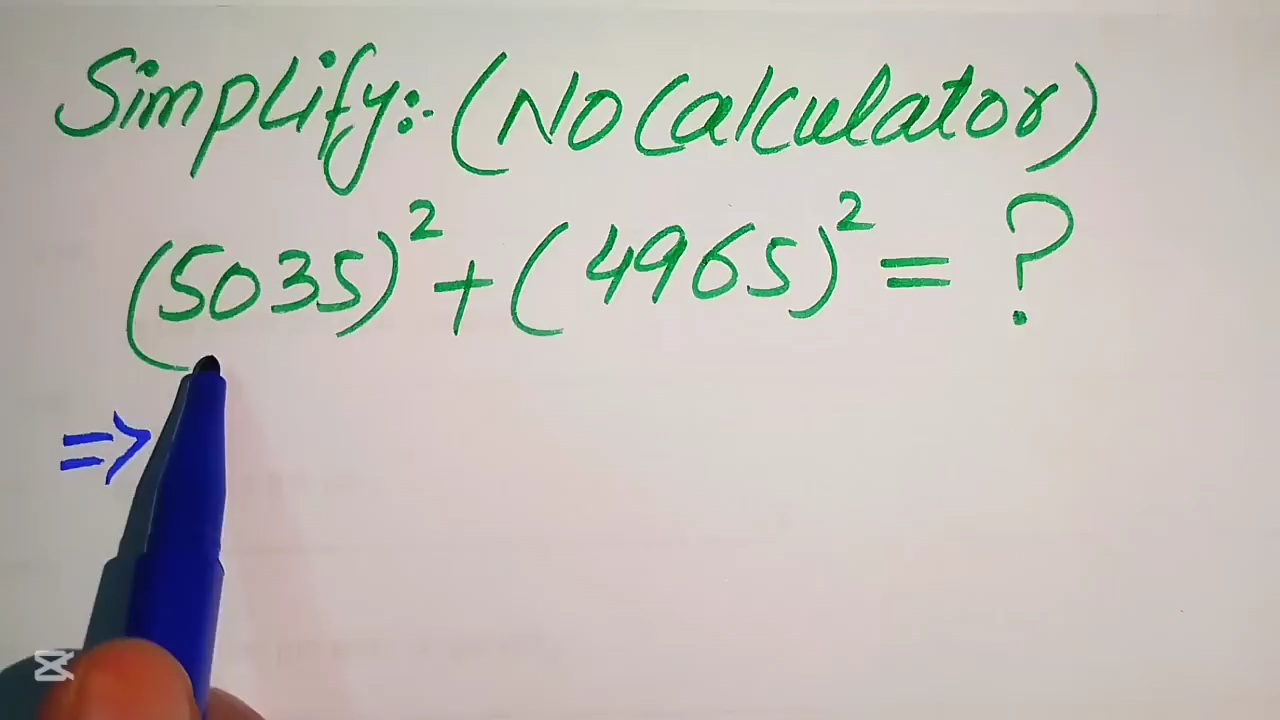 Simplify:- (No Calculator)
(5035)² + (4965)² = ?
⇒